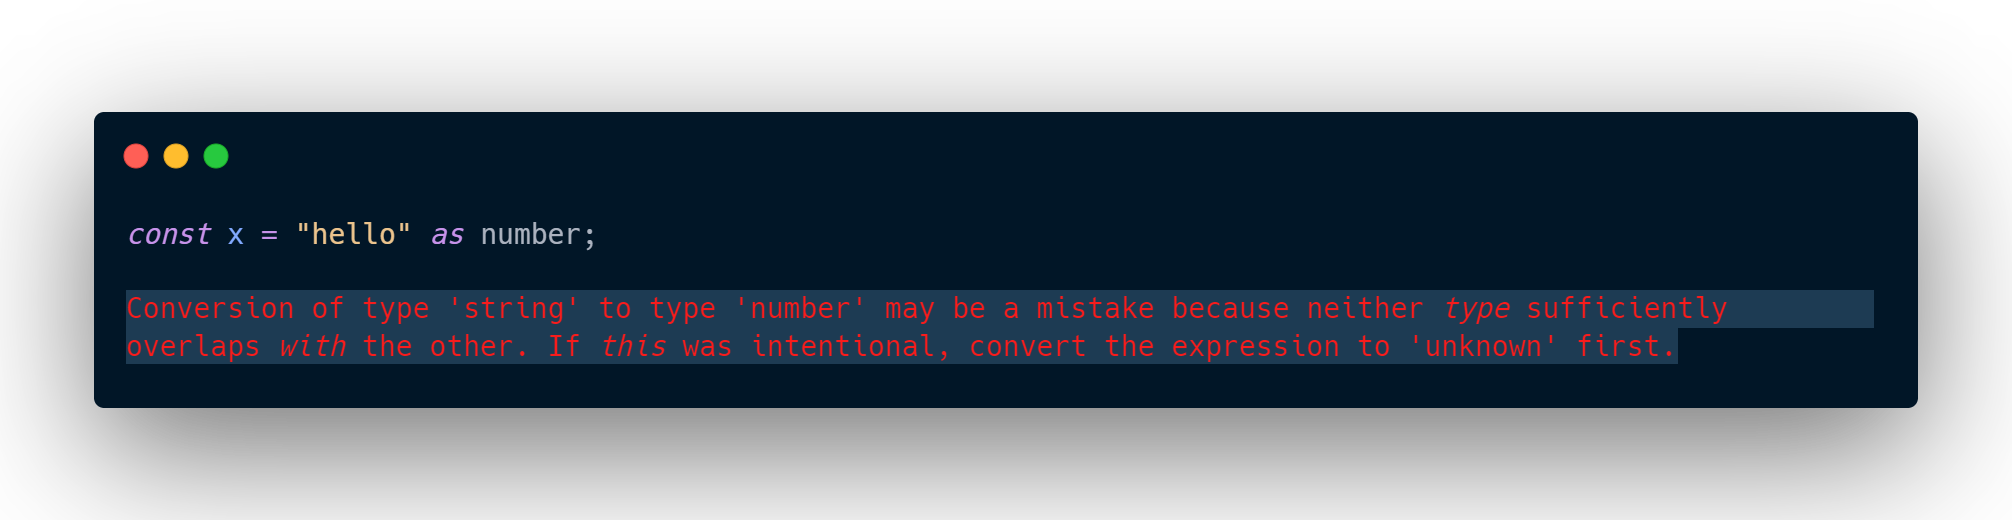 const x = "hello" as number;
Conversion of type 'string' to type 'number' may be a mistake because neither type sufficiently
overlaps with the other. If this was intentional, convert the expression to 'unknown' first.